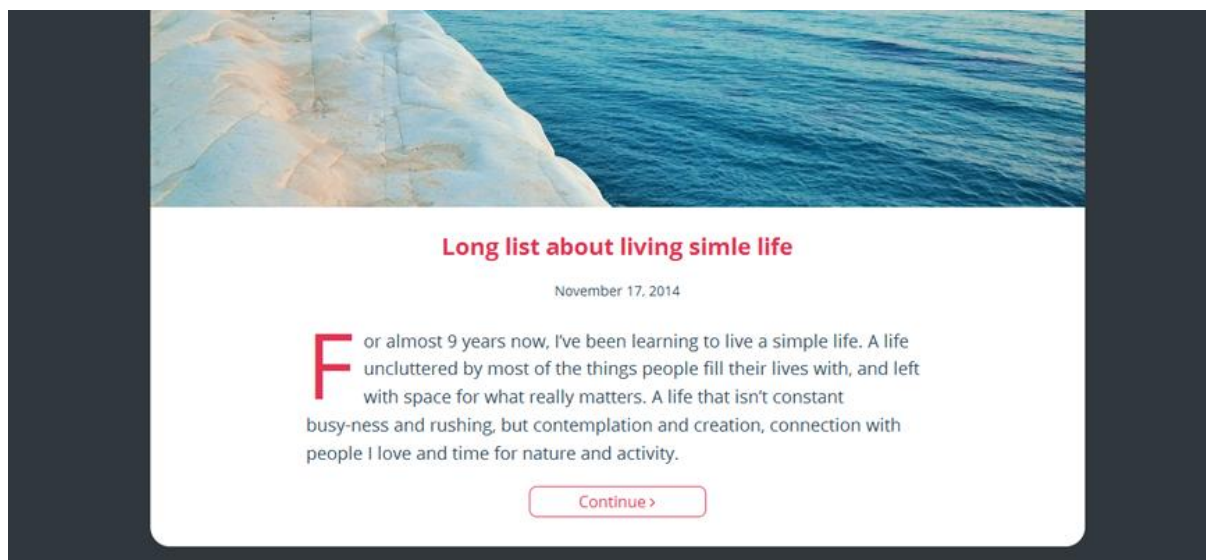 Long list about living simle life
November 17, 2014
For almost 9 years now, I've been learning to live a simple life. A life
uncluttered by most of the things people fill their lives with, and left
with space for what really matters. A life that isn't constant
busy-ness and rushing, but contemplation and creation, connection with
people I love and time for nature and activity.
Continue ›